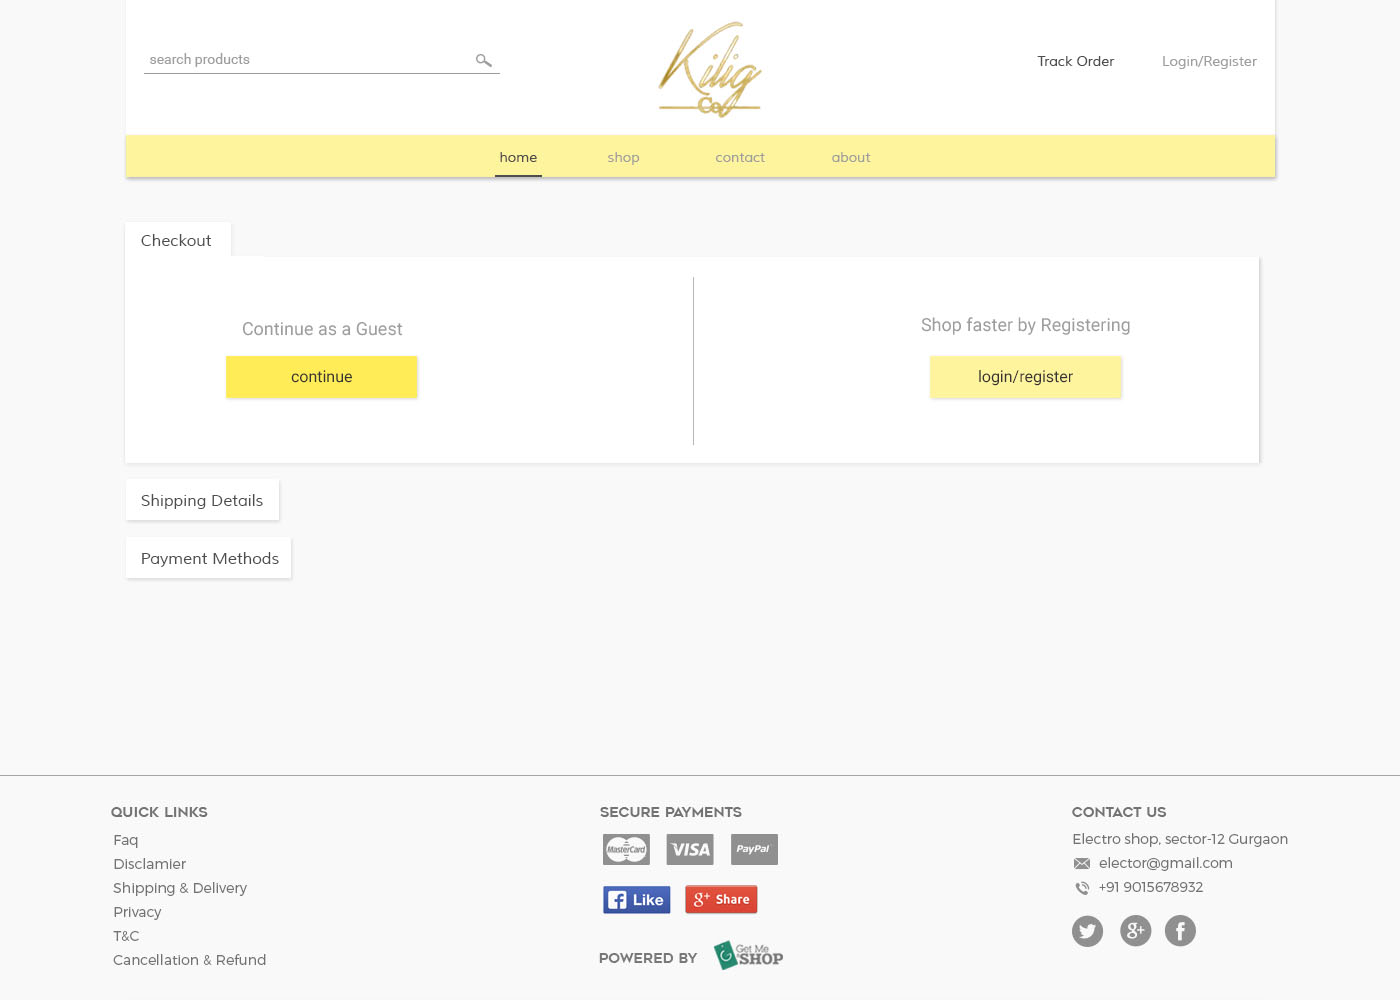 search products
Kilig
Co
Track Order
Login/Register
home
shop
contact
about
Checkout
Continue as a Guest
continue
Shop faster by Registering
login/register
Shipping Details
Payment Methods
QUICK LINKS
Faq
Disclamier
Shipping & Delivery
Privacy
T&C
Cancellation & Refund
SECURE PAYMENTS
MasterCard
VISA
PayPal
Like
g+ Share
POWERED BY
G
Get Me
SHOP
CONTACT US
Electro shop, sector-12 Gurgaon
elector@gmail.com
+91 9015678932
g+
f